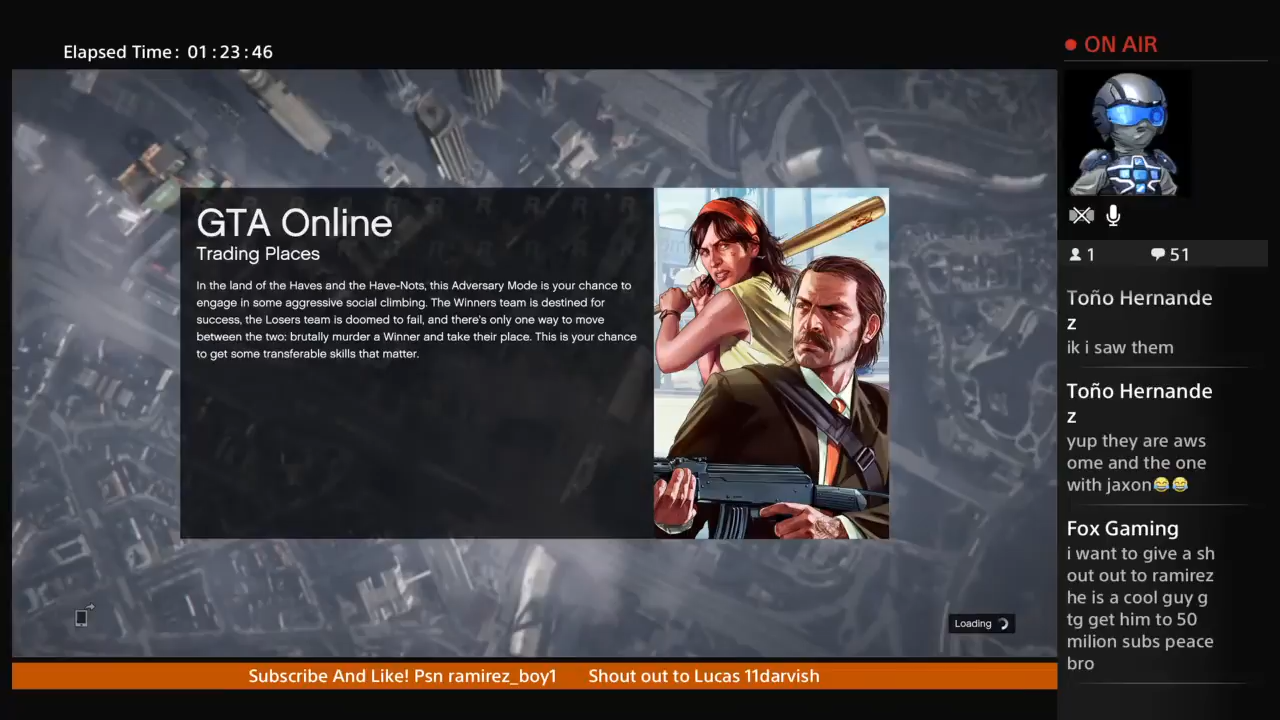 Elapsed Time: 01:23:46
ON AIR
GTA Online
Trading Places
In the land of the Haves and the Have-Nots, this Adversary Mode is your chance to
engage in some aggressive social climbing. The Winners team is destined for
success, the Losers team is doomed to fail, and there's only one way to move
between the two: brutally murder a Winner and take their place. This is your chance
to get some transferable skills that matter.
Loading
1
51
Toño Hernande
z
ik i saw them
Toño Hernande
z
yup they are aws
ome and the one
with jaxon😂😂
Fox Gaming
i want to give a sh
out out to ramirez
he is a cool guy g
tg get him to 50
milion subs peace
bro
Subscribe And Like! Psn ramirez_boy1 Shout out to Lucas 11darvish